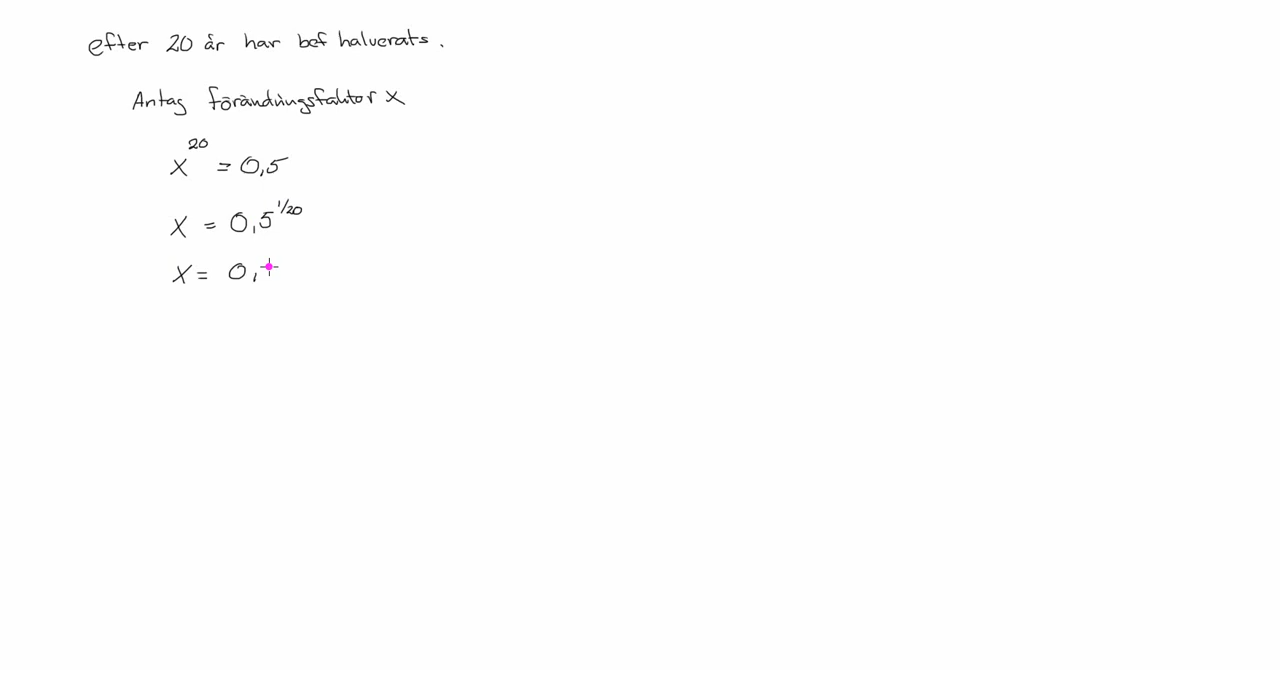 efter 20 år har bef halverats.
Antag förändringsfaktor x
x^20 = 0,5
x = 0,5^1/20
x = 0,